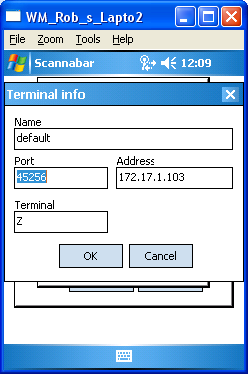 WM_Rob_s_Lapto2
File Zoom Tools Help
Scannabar 12:09
Terminal info
Name
default
Port Address
45256 172.17.1.103
Terminal
Z
OK Cancel